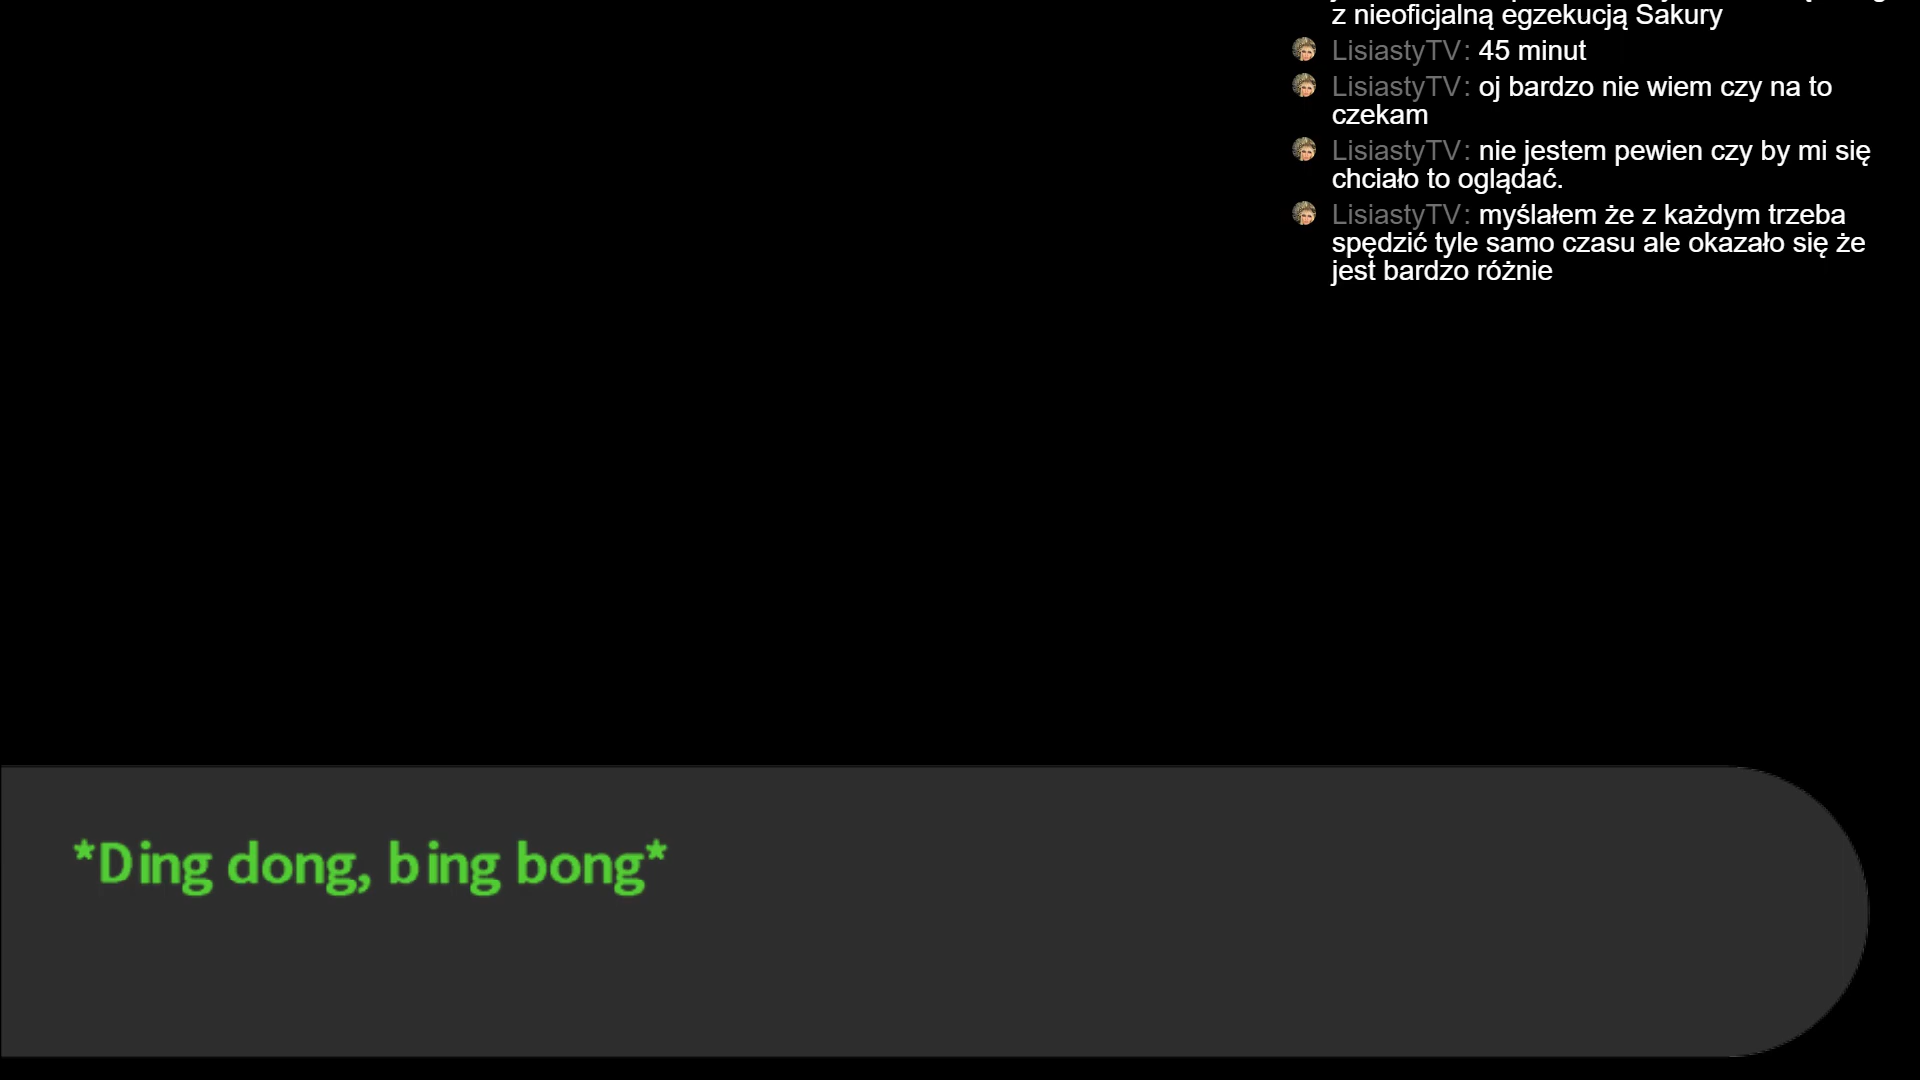 z nieoficjalną egzekucją Sakury
LisiastyTV: 45 minut
LisiastyTV: oj bardzo nie wiem czy na to
czekam
LisiastyTV: nie jestem pewien czy by mi się
chciało to oglądać.
LisiastyTV: myślałem że z każdym trzeba
spędzić tyle samo czasu ale okazało się że
jest bardzo różnie
*Ding dong, bing bong*